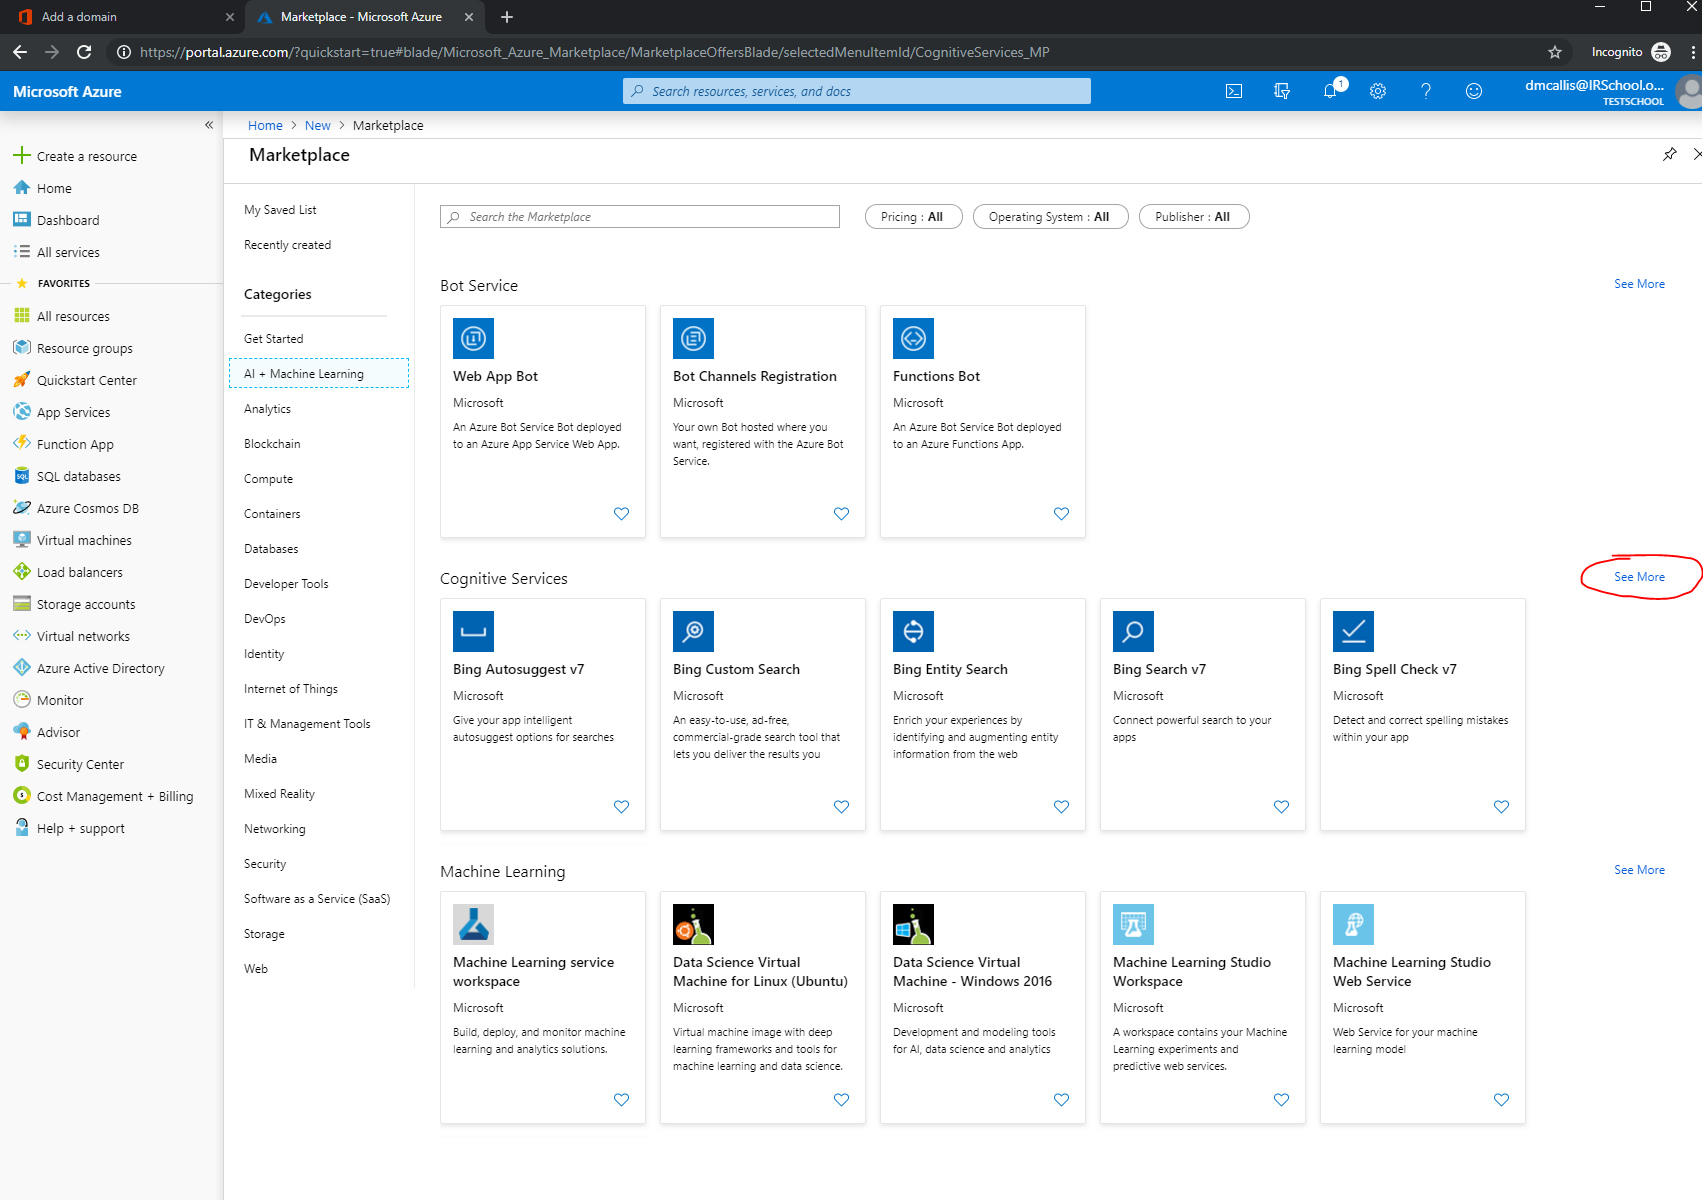 Add a domain
Marketplace - Microsoft Azure
https://portal.azure.com/?quickstart=true#blade/Microsoft_Azure_Marketplace/MarketplaceOffersBlade/selectedMenuItemId/CognitiveServices_MP
Incognito
Microsoft Azure
Search resources, services, and docs
1
dmcallis@IRSchool.o...
TESTSCHOOL
«
Create a resource
Home
Dashboard
All services
FAVORITES
All resources
Resource groups
Quickstart Center
App Services
Function App
SQL databases
Azure Cosmos DB
Virtual machines
Load balancers
Storage accounts
Virtual networks
Azure Active Directory
Monitor
Advisor
Security Center
Cost Management + Billing
Help + support
Home > New > Marketplace
Marketplace
My Saved List
Recently created
Categories
Get Started
AI + Machine Learning
Analytics
Blockchain
Compute
Containers
Databases
Developer Tools
DevOps
Identity
Internet of Things
IT & Management Tools
Media
Mixed Reality
Networking
Security
Software as a Service (SaaS)
Storage
Web
Search the Marketplace
Pricing : All
Operating System : All
Publisher : All
Bot Service
See More
Web App Bot
Microsoft
An Azure Bot Service Bot deployed
to an Azure App Service Web App.
Bot Channels Registration
Microsoft
Your own Bot hosted where you
want, registered with the Azure Bot
Service.
Functions Bot
Microsoft
An Azure Bot Service Bot deployed
to an Azure Functions App.
Cognitive Services
See More
Bing Autosuggest v7
Microsoft
Give your app intelligent
autosuggest options for searches
Bing Custom Search
Microsoft
An easy-to-use, ad-free,
commercial-grade search tool that
lets you deliver the results you
Bing Entity Search
Microsoft
Enrich your experiences by
identifying and augmenting entity
information from the web
Bing Search v7
Microsoft
Connect powerful search to your
apps
Bing Spell Check v7
Microsoft
Detect and correct spelling mistakes
within your app
Machine Learning
See More
Machine Learning service
workspace
Microsoft
Build, deploy, and monitor machine
learning and analytics solutions.
Data Science Virtual
Machine for Linux (Ubuntu)
Microsoft
Virtual machine image with deep
learning frameworks and tools for
machine learning and data science.
Data Science Virtual
Machine - Windows 2016
Microsoft
Development and modeling tools
for AI, data science and analytics
Machine Learning Studio
Workspace
Microsoft
A workspace contains your Machine
Learning experiments and
predictive web services.
Machine Learning Studio
Web Service
Microsoft
Web Service for your machine
learning model